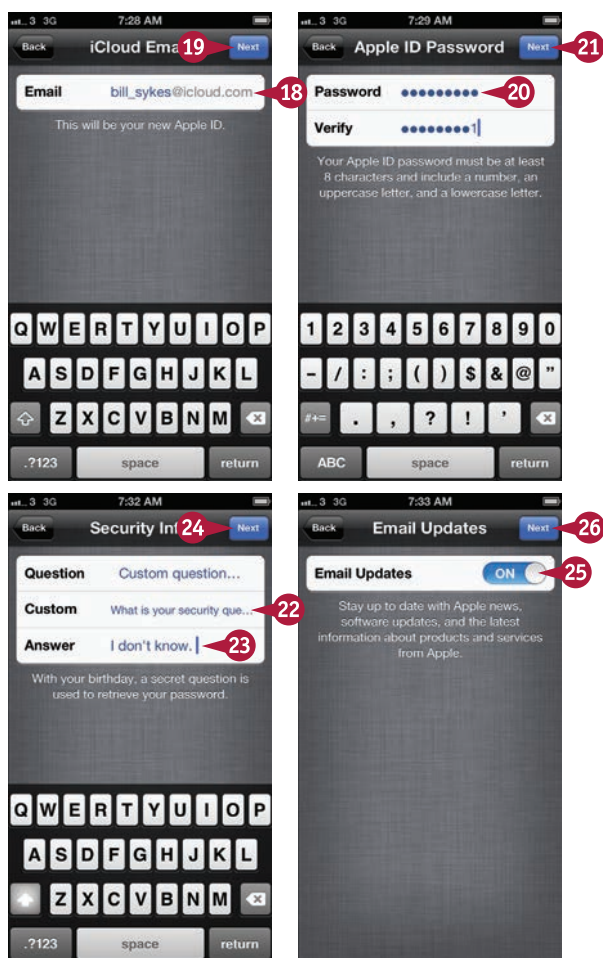 ..3 3G 7:28 AM
Back iCloud Ema 19 Next
Email bill_sykes@icloud.com 18
This will be your new Apple ID.
Q W E R T Y U I O P
A S D F G H J K L
Z X C V B N M
.?123 space return
..3 3G 7:29 AM
Back Apple ID Password Next 21
Password ●●●●●●●●● 20
Verify ●●●●●●●●1
Your Apple ID password must be at least
8 characters and include a number, an
uppercase letter, and a lowercase letter.
1 2 3 4 5 6 7 8 9 0
- / : ; ( ) $ & @ "
#+= . , ? ! '
ABC space return
..3 3G 7:32 AM
Back Security Inf 24 Next
Question Custom question...
Custom What is your security que... 22
Answer I don't know. 23
With your birthday, a secret question is
used to retrieve your password.
Q W E R T Y U I O P
A S D F G H J K L
Z X C V B N M
.?123 space return
..3 3G 7:33 AM
Back Email Updates Next 26
Email Updates ON 25
Stay up to date with Apple news,
software updates, and the latest
information about products and services
from Apple.